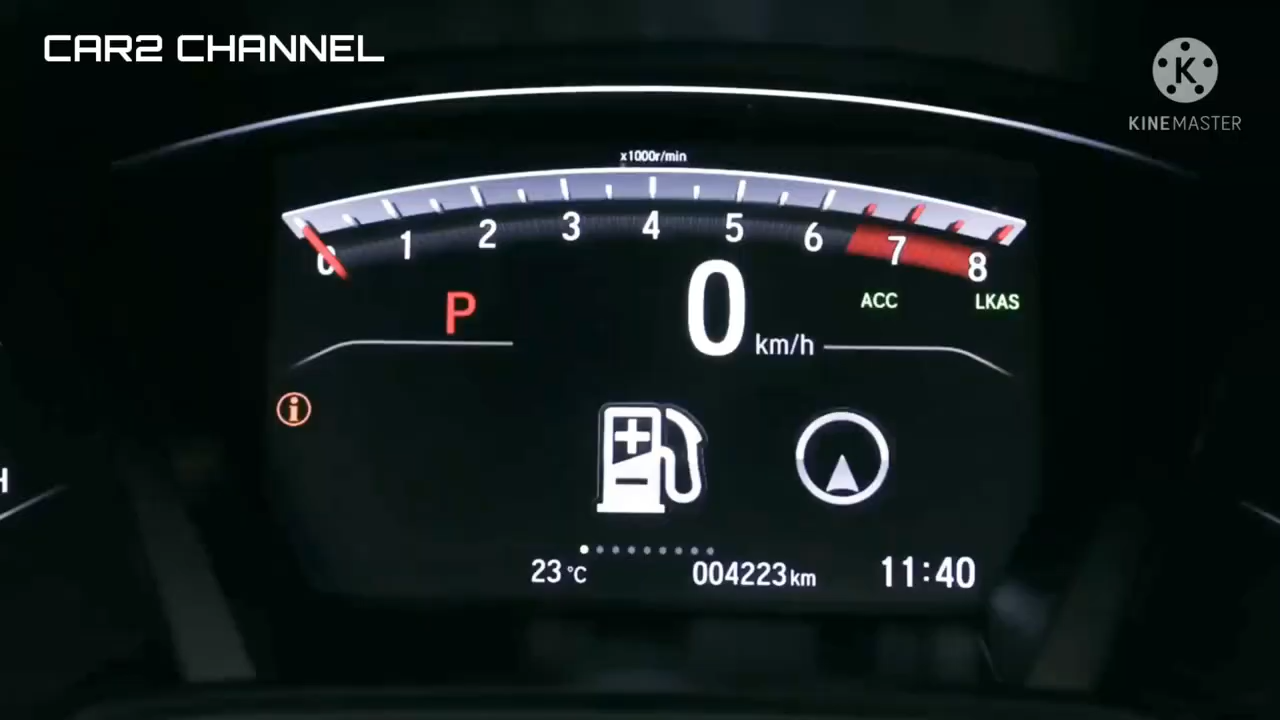 CAR2 CHANNEL
K
KINEMASTER
x1000r/min
0 1 2 3 4 5 6 7 8
P
0 km/h
ACC
LKAS
i
H
23 °C
004223 km
11:40